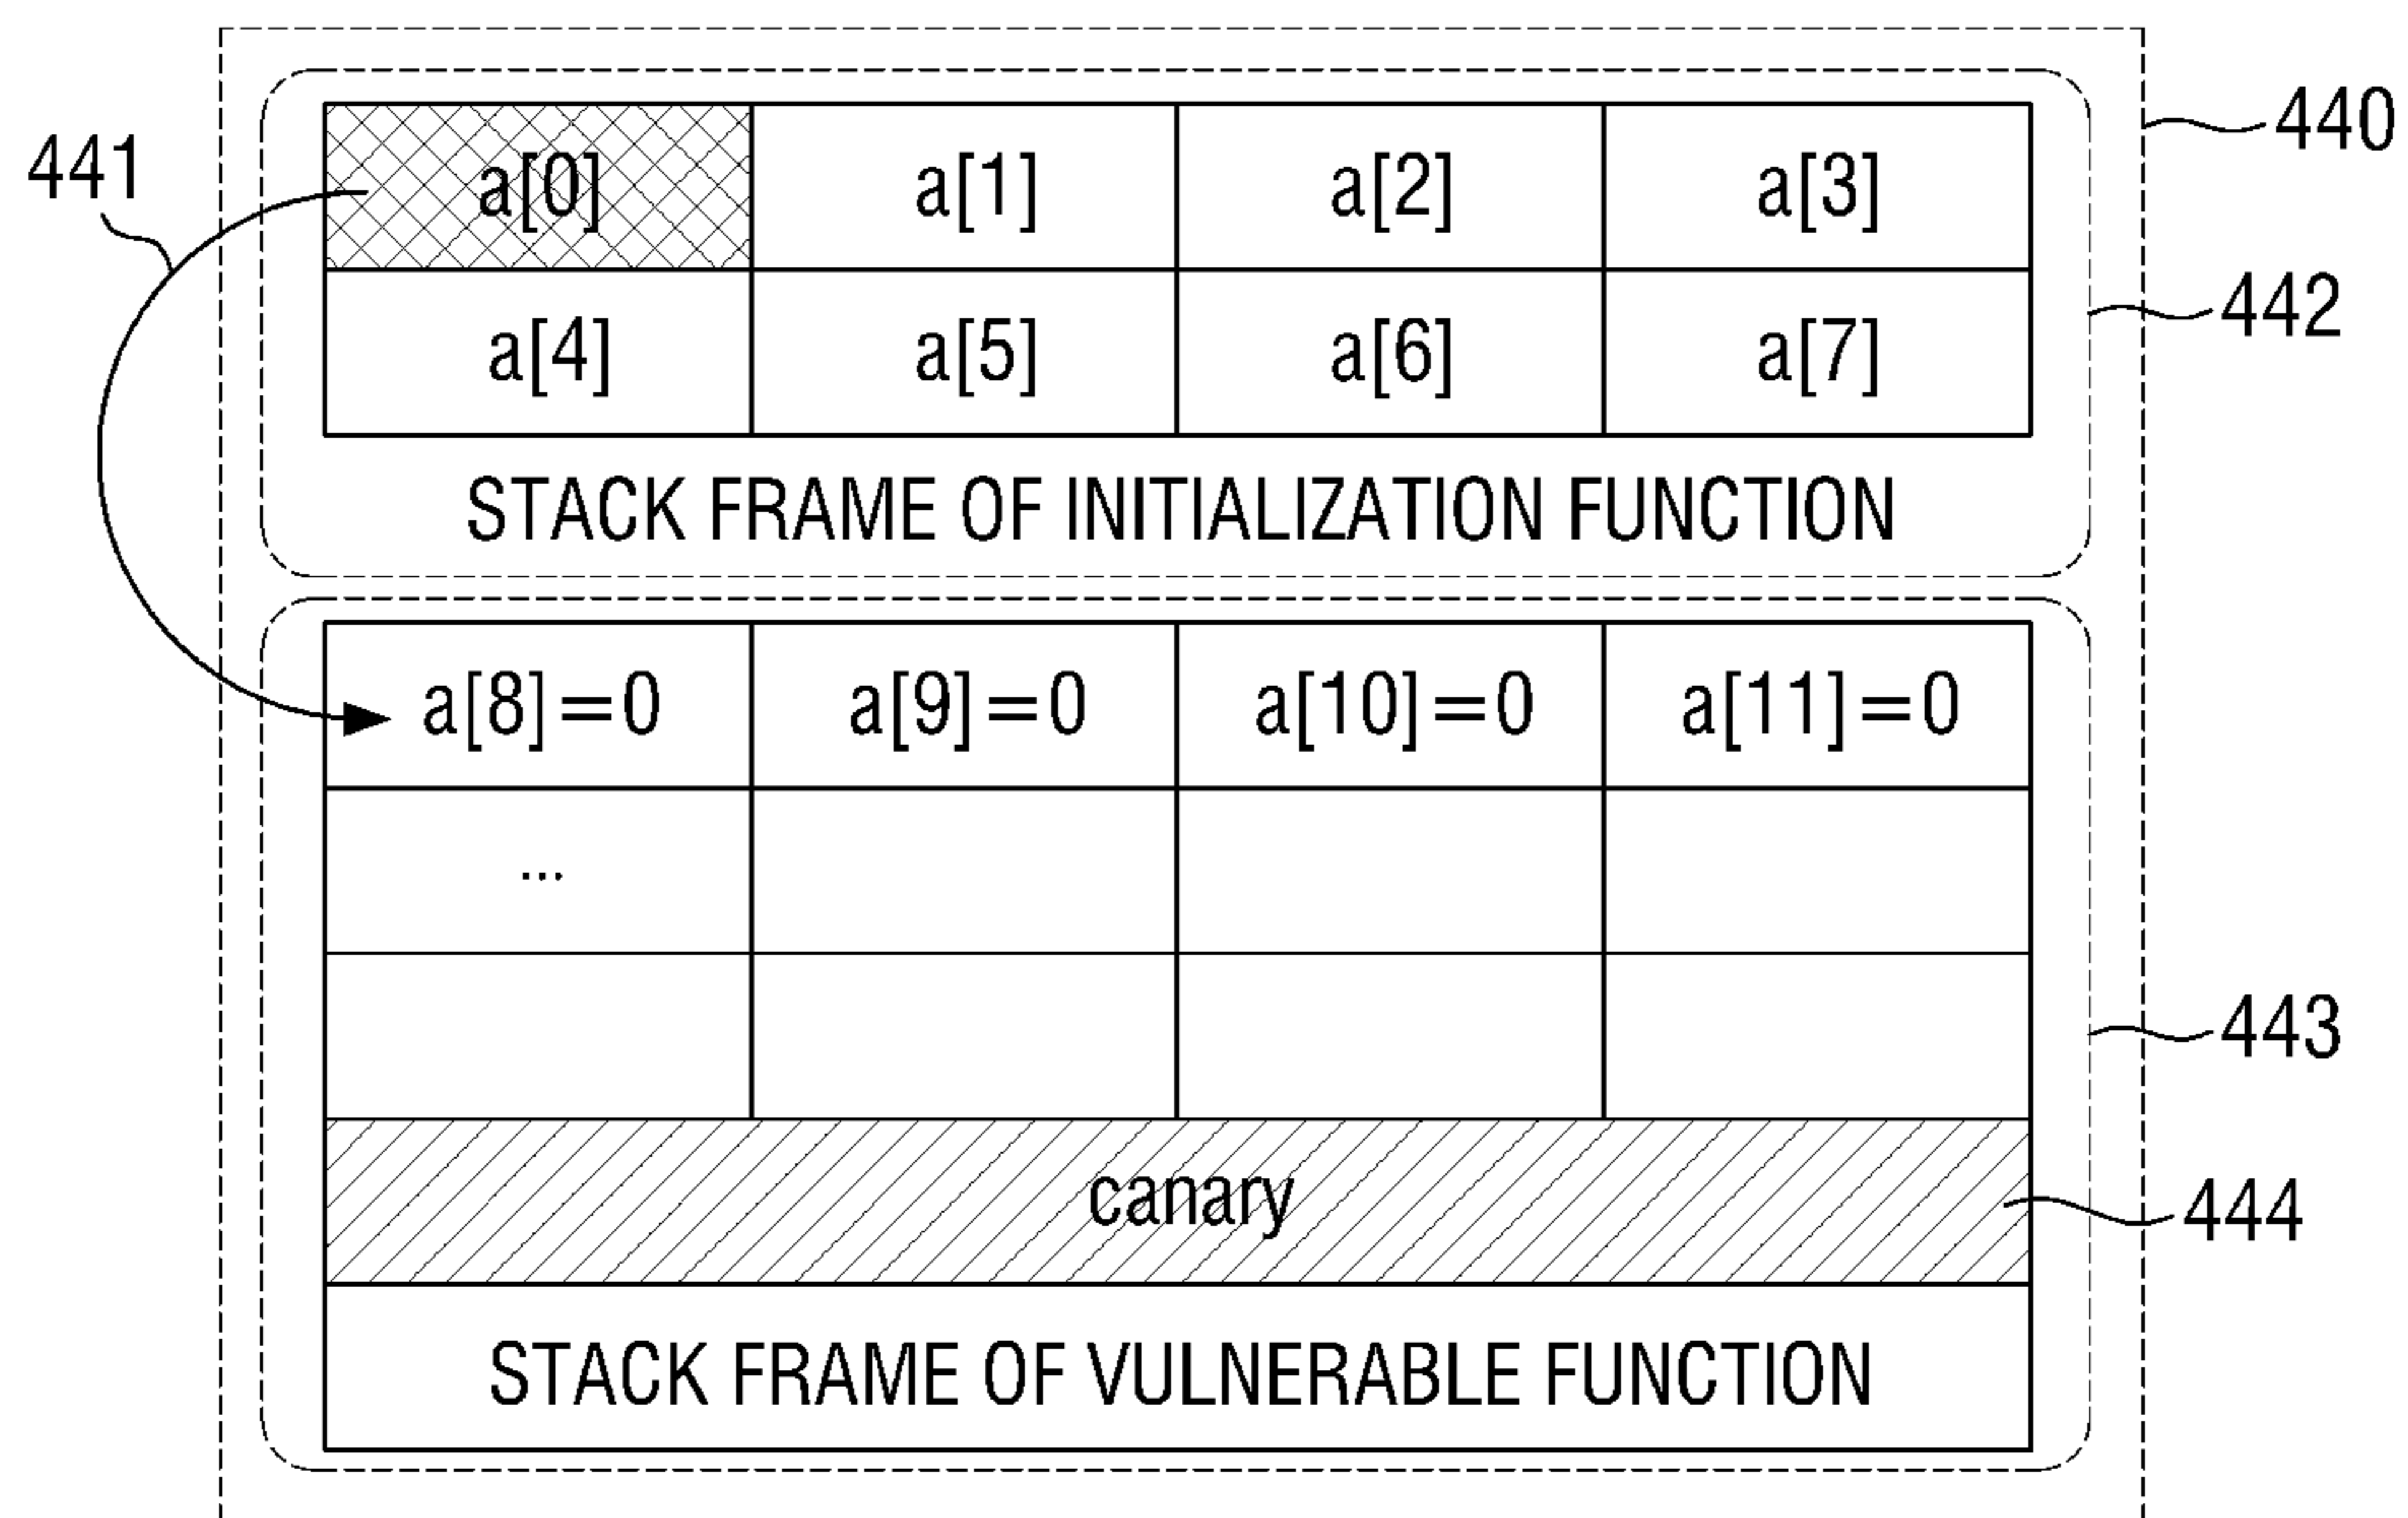 440
441
a[0] a[1] a[2] a[3]
442
a[4] a[5] a[6] a[7]
STACK FRAME OF INITIALIZATION FUNCTION
a[8]=0 a[9]=0 a[10]=0 a[11]=0
...
443
canary
444
STACK FRAME OF VULNERABLE FUNCTION